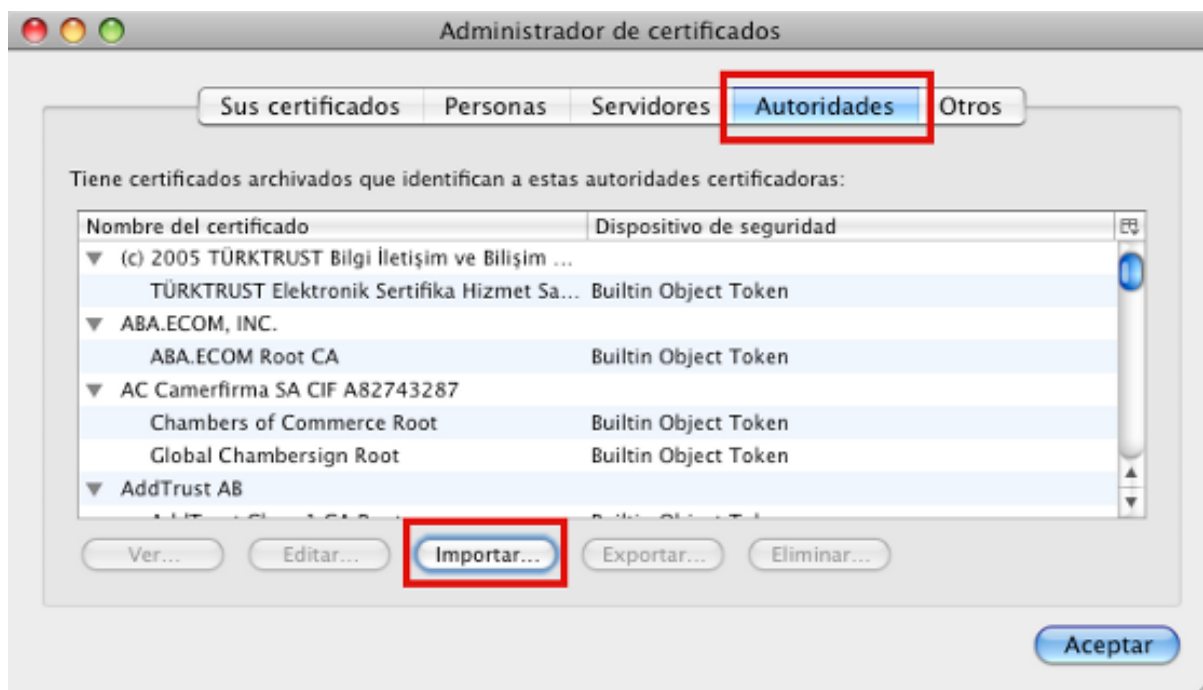 Administrador de certificados
Sus certificados Personas Servidores Autoridades Otros
Tiene certificados archivados que identifican a estas autoridades certificadoras:
Nombre del certificado Dispositivo de seguridad
(c) 2005 TÜRKTRUST Bilgi İletişim ve Bilişim ...
TÜRKTRUST Elektronik Sertifika Hizmet Sa... Builtin Object Token
ABA.ECOM, INC.
ABA.ECOM Root CA Builtin Object Token
AC Camerfirma SA CIF A82743287
Chambers of Commerce Root Builtin Object Token
Global Chambersign Root Builtin Object Token
AddTrust AB
Ver... Editar... Importar... Exportar... Eliminar...
Aceptar